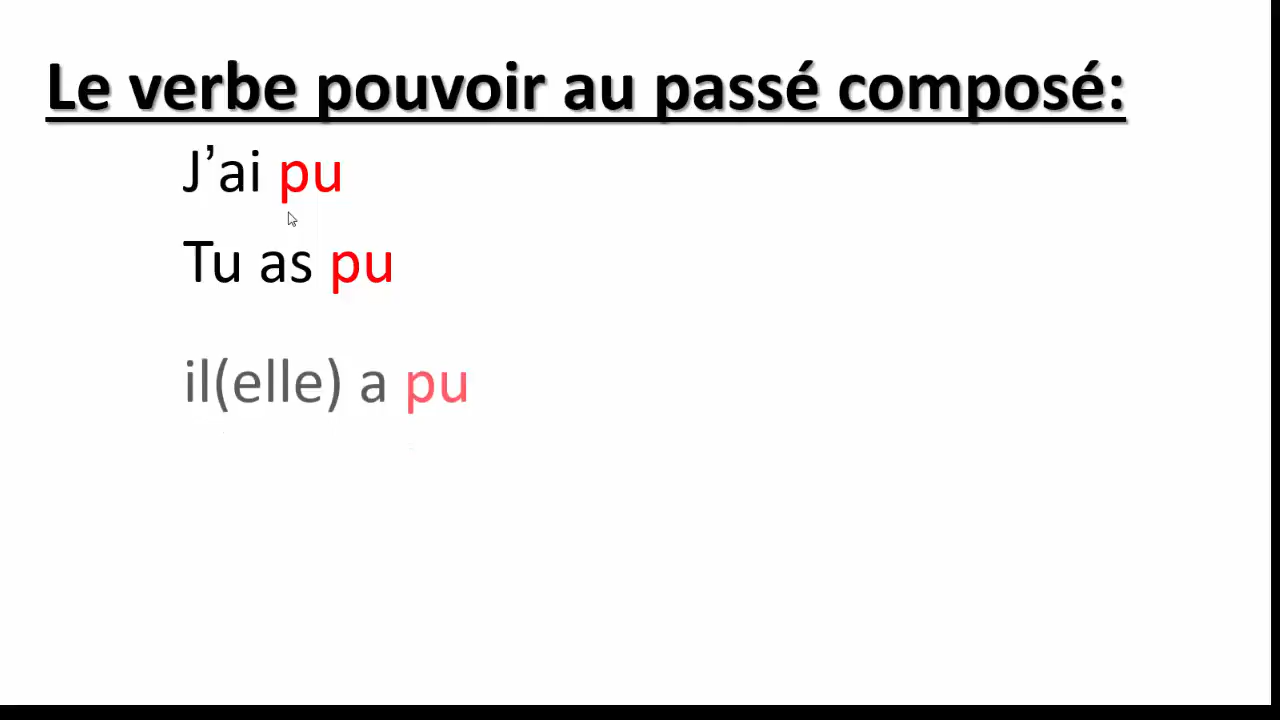 Le verbe pouvoir au passé composé:
J’ai pu
Tu as pu
il(elle) a pu